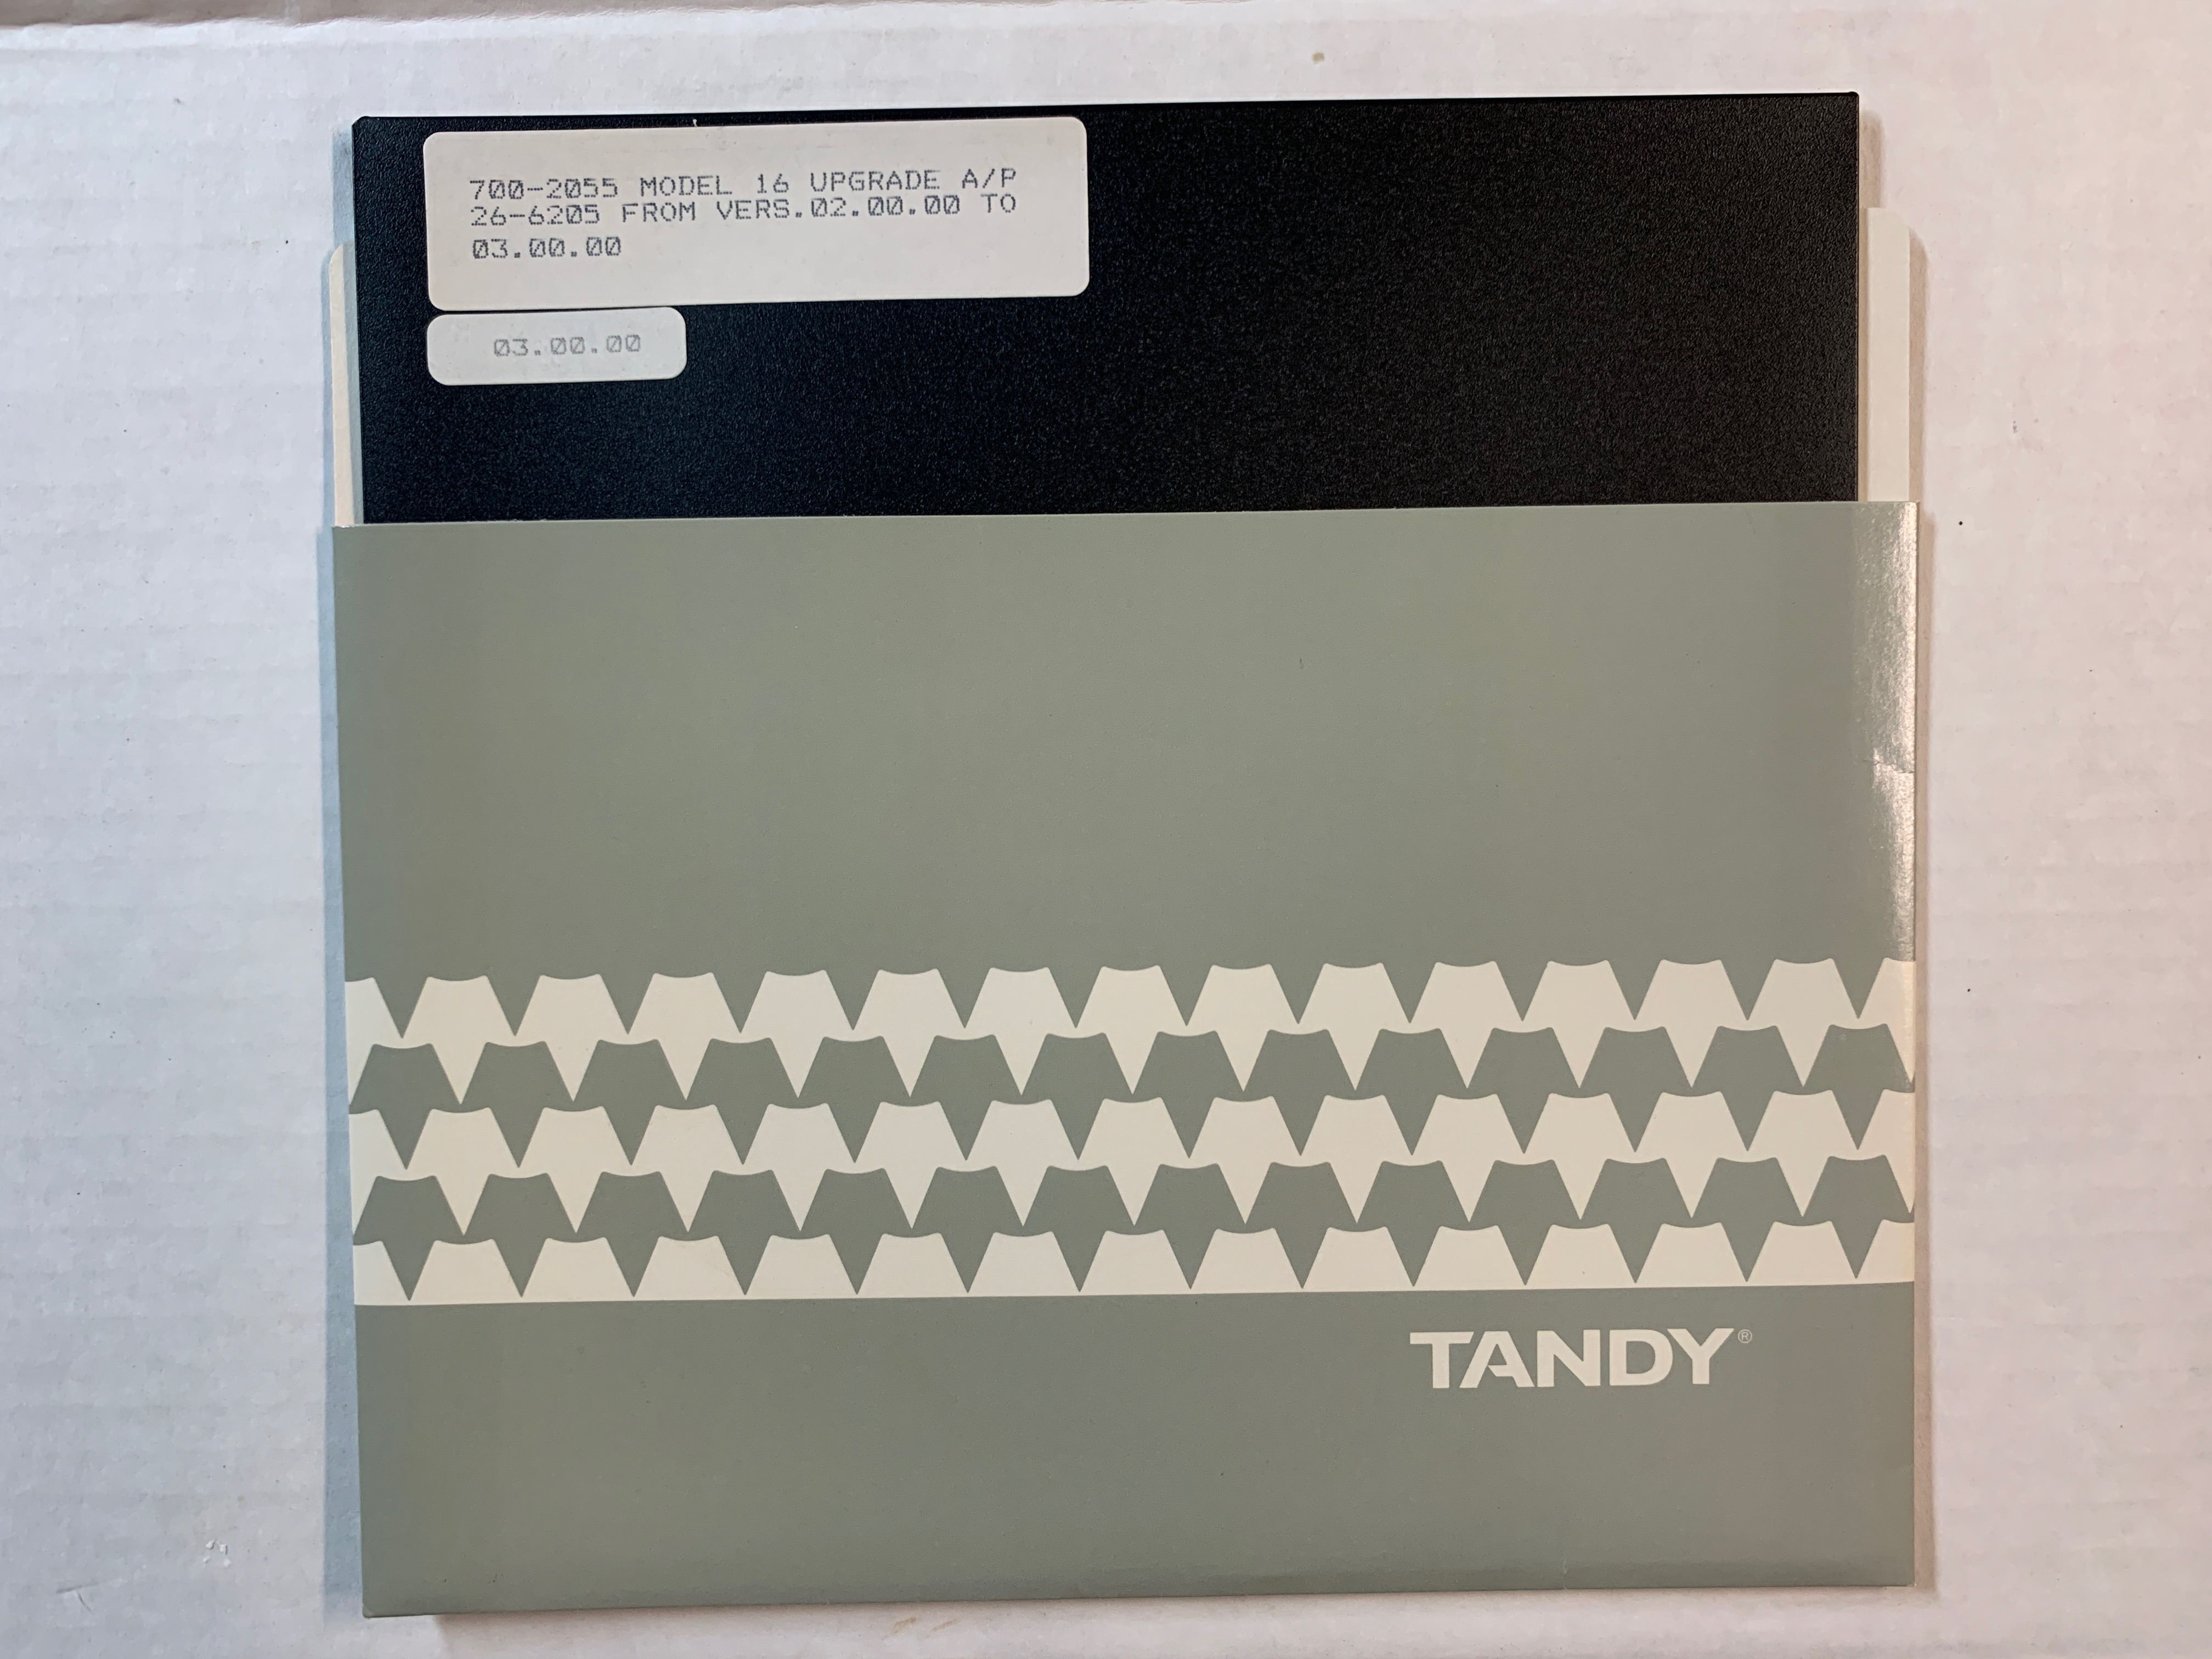 700-2055 MODEL 16 UPGRADE A/P
26-6205 FROM VERS.02.00.00 TO
03.00.00
03.00.00
TANDY®